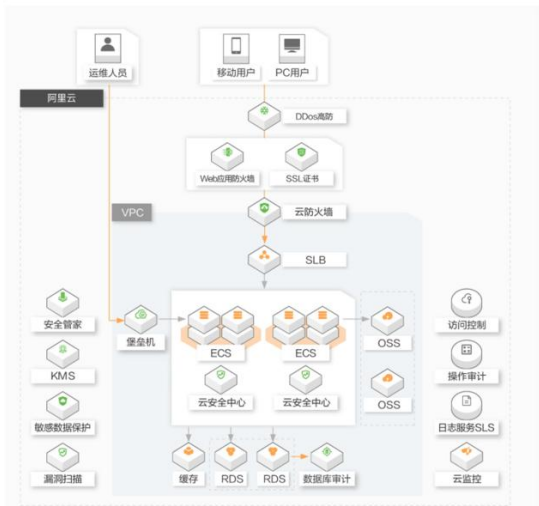 运维人员
移动用户
PC用户
阿里云
DDos高防
Web应用防火墙
SSL证书
VPC
云防火墙
SLB
安全管家
堡垒机
ECS
ECS
OSS
访问控制
KMS
云安全中心
云安全中心
OSS
操作审计
敏感数据保护
日志服务SLS
漏洞扫描
缓存
RDS
RDS
数据库审计
云监控